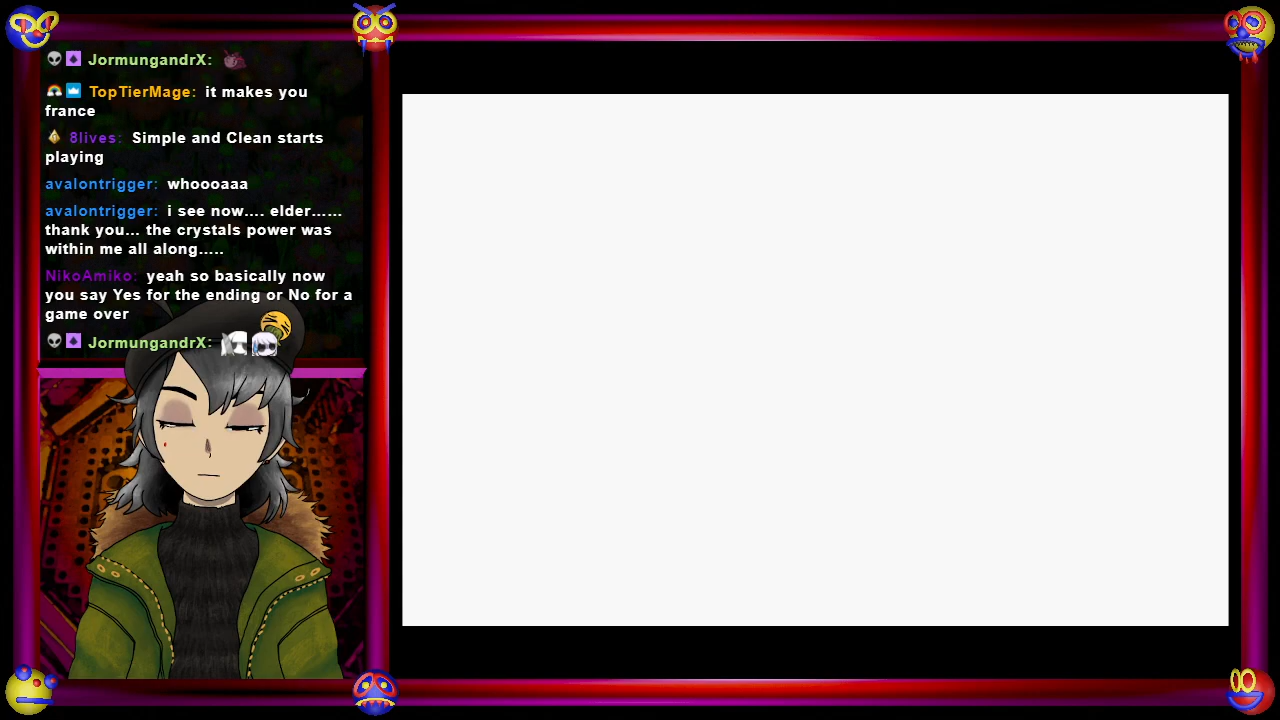 JormungandrX:
TopTierMage: it makes you
france
8lives: Simple and Clean starts
playing
avalontrigger: whoooaaa
avalontrigger: i see now.... elder......
thank you... the crystals power was
within me all along.....
NikoAmiko: yeah so basically now
you say Yes for the ending or No for a
game over
JormungandrX: